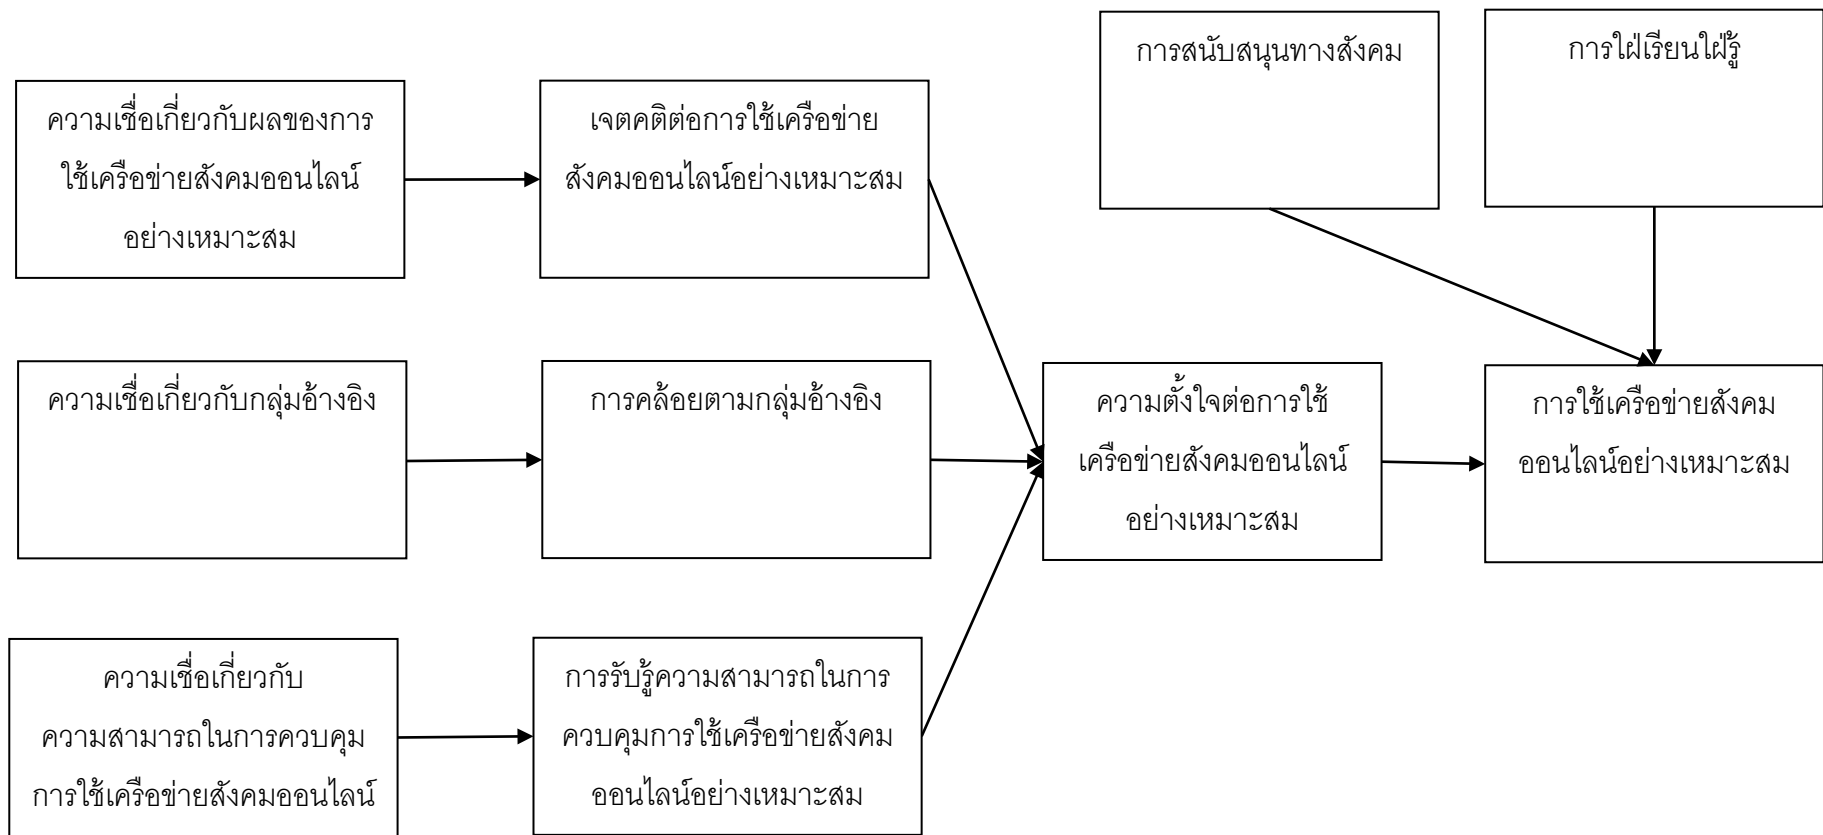 การสนับสนุนทางสังคม
การใฝ่เรียนใฝ่รู้
ความเชื่อเกี่ยวกับผลของการ
ใช้เครือข่ายสังคมออนไลน์
อย่างเหมาะสม
เจตคติต่อการใช้เครือข่าย
สังคมออนไลน์อย่างเหมาะสม
ความเชื่อเกี่ยวกับกลุ่มอ้างอิง
การคล้อยตามกลุ่มอ้างอิง
ความตั้งใจต่อการใช้
เครือข่ายสังคมออนไลน์
อย่างเหมาะสม
การใช้เครือข่ายสังคม
ออนไลน์อย่างเหมาะสม
ความเชื่อเกี่ยวกับ
ความสามารถในการควบคุม
การใช้เครือข่ายสังคมออนไลน์
การรับรู้ความสามารถในการ
ควบคุมการใช้เครือข่ายสังคม
ออนไลน์อย่างเหมาะสม